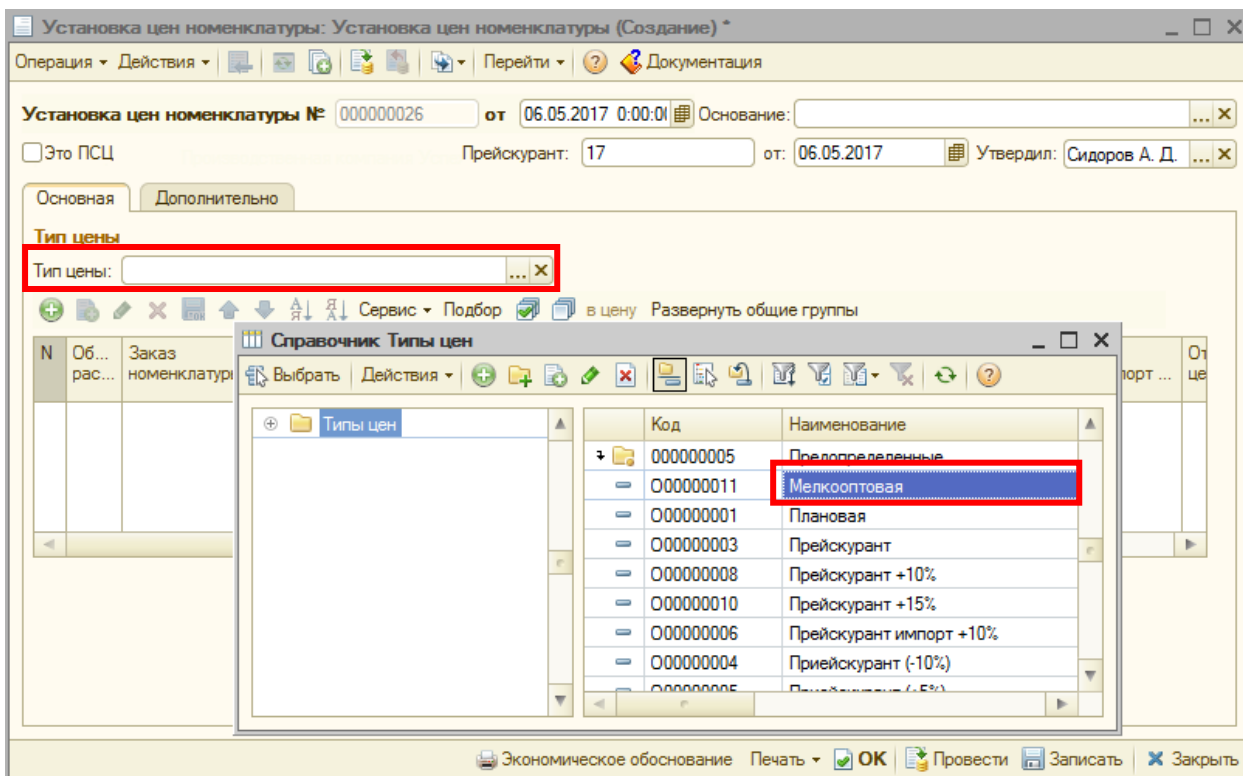 Установка цен номенклатуры: Установка цен номенклатуры (Создание) *
Операция Действия Перейти Документация
Установка цен номенклатуры № 000000026 от 06.05.2017 0:00:0 Основание:
Это ПСЦ Прейскурант: 17 от: 06.05.2017 Утвердил: Сидоров А. Д.
Основная Дополнительно
Тип цены
Тип цены:
Сервис Подбор в цену Развернуть общие группы
Справочник Типы цен
N Об... Заказ От
рас... номенклатуры порт ... це
Выбрать Действия
Типы цен
Код Наименование
000000005 Предопределенные
О00000011 Мелкооптовая
О00000001 Плановая
О00000003 Прейскурант
О00000008 Прейскурант +10%
О00000010 Прейскурант +15%
О00000006 Прейскурант импорт +10%
О00000004 Приейскурант (-10%)
Экономическое обоснование Печать OK Провести Записать Закрыть